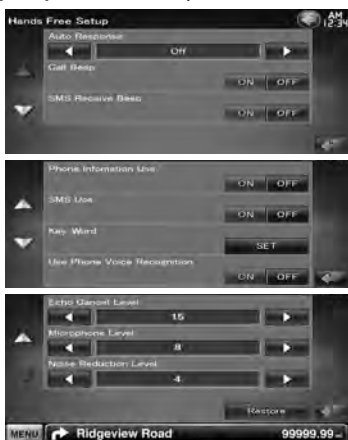 Hands Free Setup
AM
12:34
Auto Response
Off
Call Beep
ON OFF
SMS Receive Beep
ON OFF
Phone Infomation Use
ON OFF
SMS Use
ON OFF
Key Word
SET
Use Phone Voice Recognition
ON OFF
Echo Cancel Level
15
Microphone Level
8
Noise Reduction Level
4
Restore
MENU Ridgeview Road 99999.99